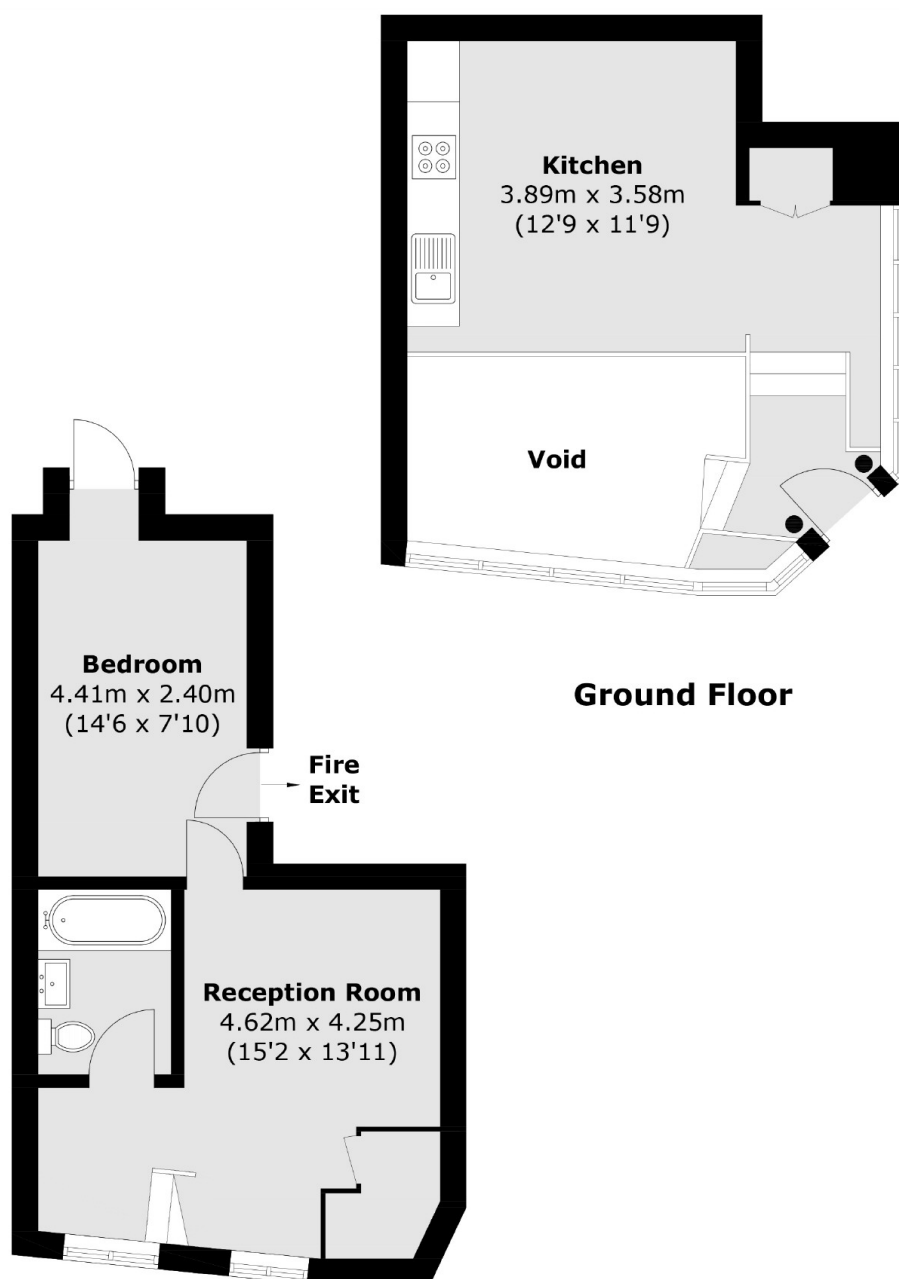 Kitchen
3.89m x 3.58m
(12'9 x 11'9)
Void
Ground Floor
Bedroom
4.41m x 2.40m
(14'6 x 7'10)
Fire
Exit
Reception Room
4.62m x 4.25m
(15'2 x 13'11)